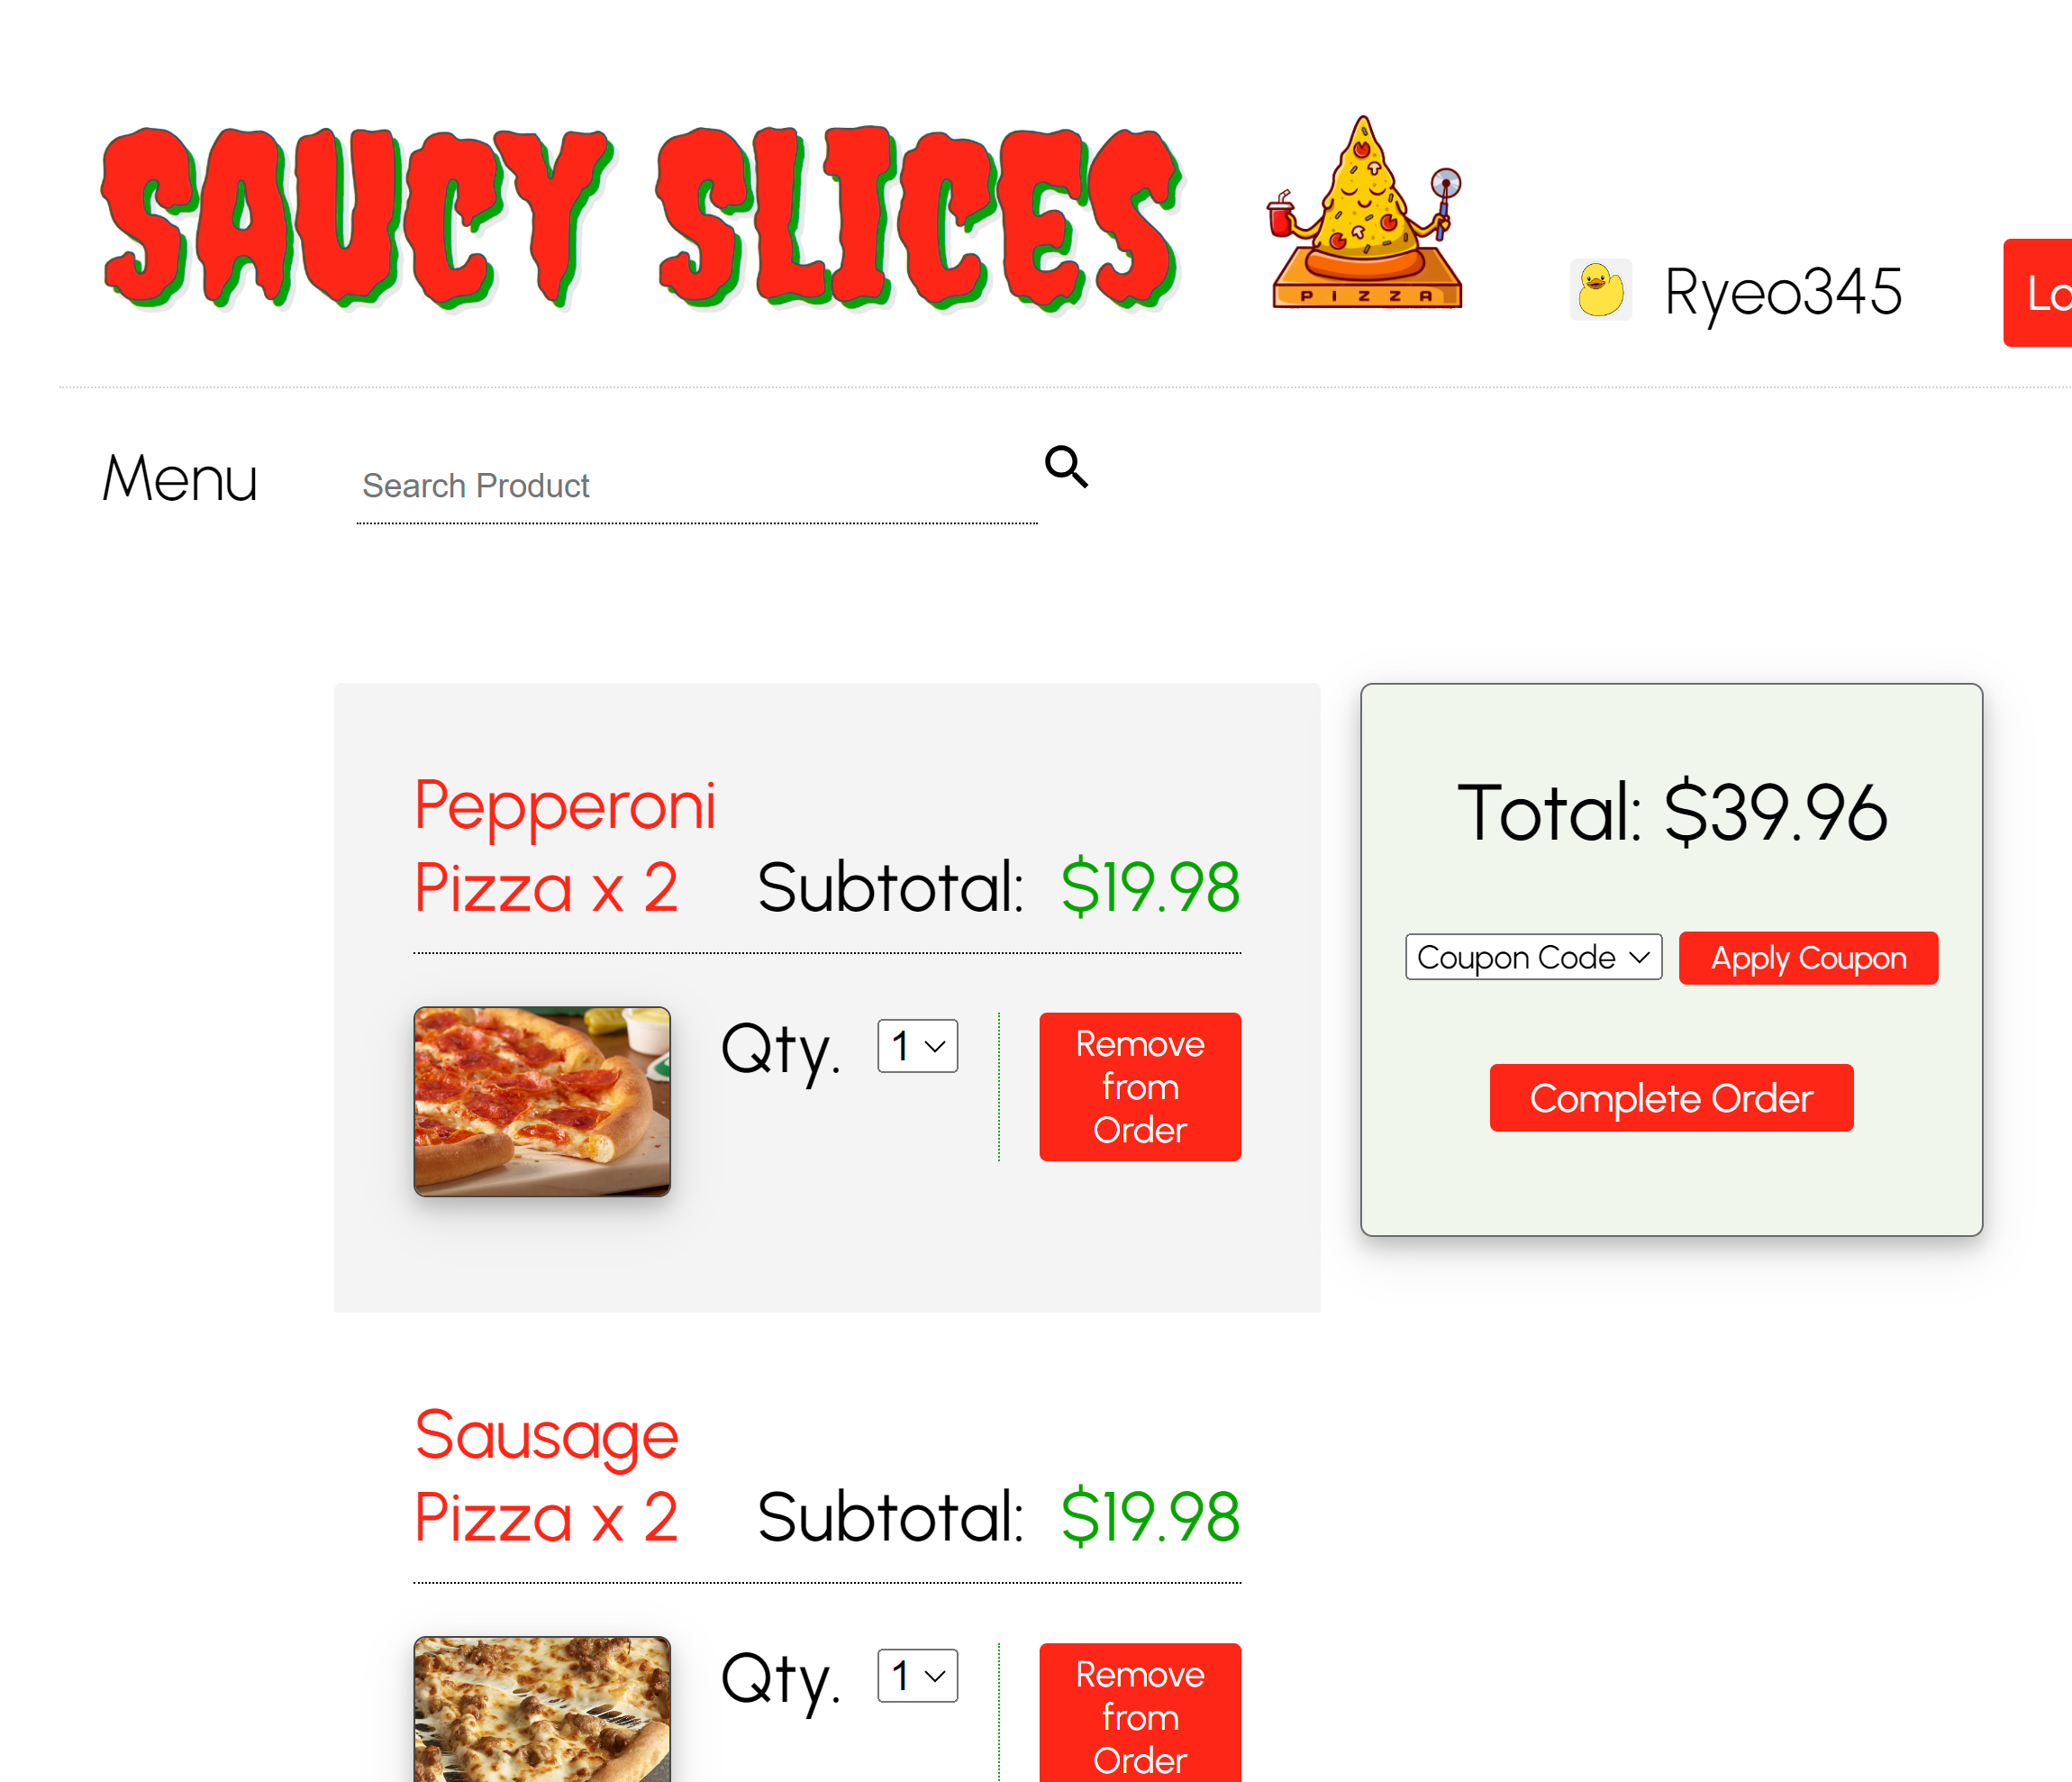 SAUCY SLICES
PIZZA
Ryeo345
Lo
Menu
Search Product
Pepperoni
Pizza x 2 Subtotal: $19.98
Qty. 1
Remove
from
Order
Total: $39.96
Coupon Code Apply Coupon
Complete Order
Sausage
Pizza x 2 Subtotal: $19.98
Qty. 1
Remove
from
Order